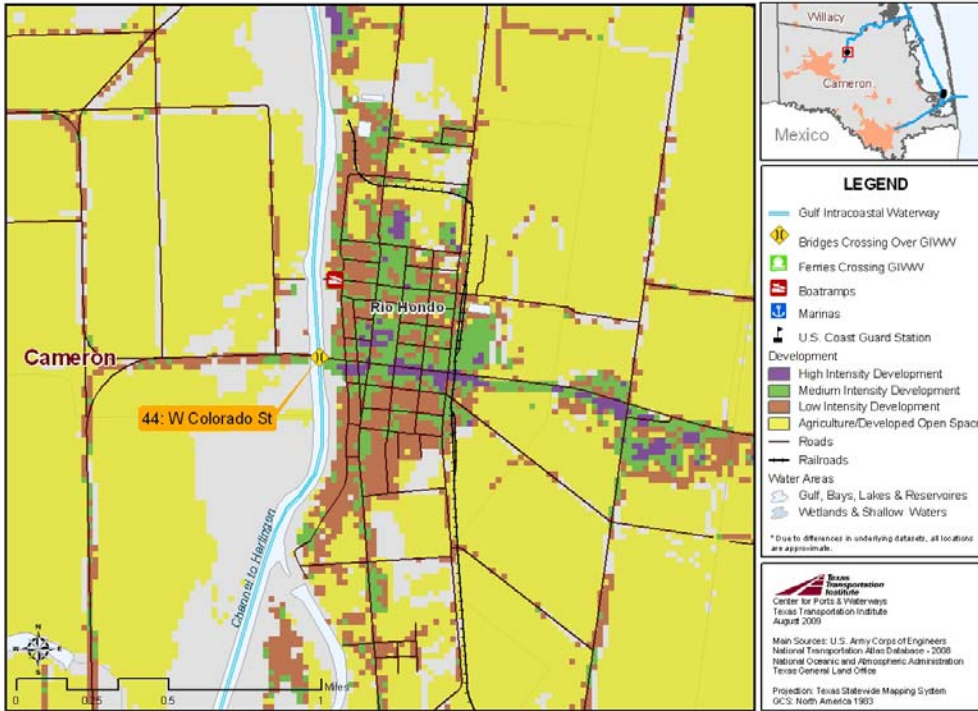 Cameron
44: W Colorado St
Rio Hondo
Channel to Harlingen
N
W E
S
0 0.25 0.5 1
Miles
Willacy
Cameron
Mexico
LEGEND
Gulf Intracoastal Waterway
Bridges Crossing Over GIWW
Ferries Crossing GIWW
Boatramps
Marinas
U.S. Coast Guard Station
Development
High Intensity Development
Medium Intensity Development
Low Intensity Development
Agriculture/Developed Open Space
Roads
Railroads
Water Areas
Gulf, Bays, Lakes & Reservoires
Wetlands & Shallow Waters
* Due to differences in underlying datasets, all locations
are approximate.
Texas
Transportation
Institute
Center for Ports & Waterways
Texas Transportation Institute
August 2009
Main Sources: U.S. Army Corps of Engineers
National Transportation Atlas Database - 2008
National Oceanic and Atmospheric Administration
Texas General Land Office
Projection: Texas Statewide Mapping System
GCS: North America 1983